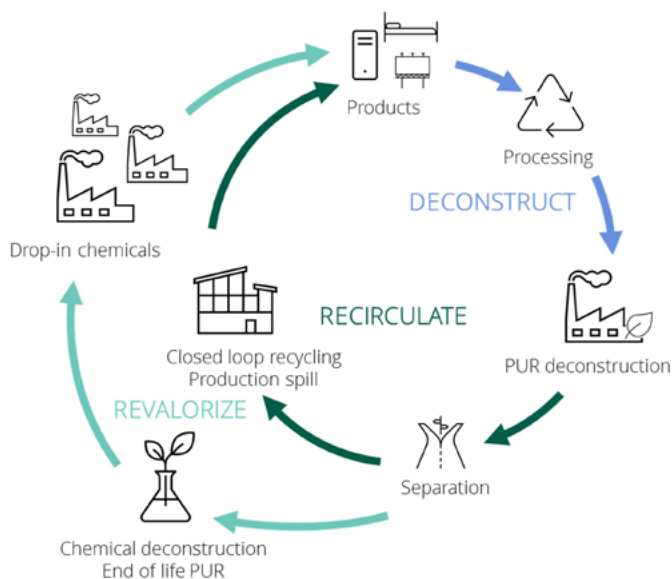 Products
Processing
DECONSTRUCT
Drop-in chemicals
RECIRCULATE
Closed loop recycling
Production spill
PUR deconstruction
REVALORIZE
Separation
Chemical deconstruction
End of life PUR